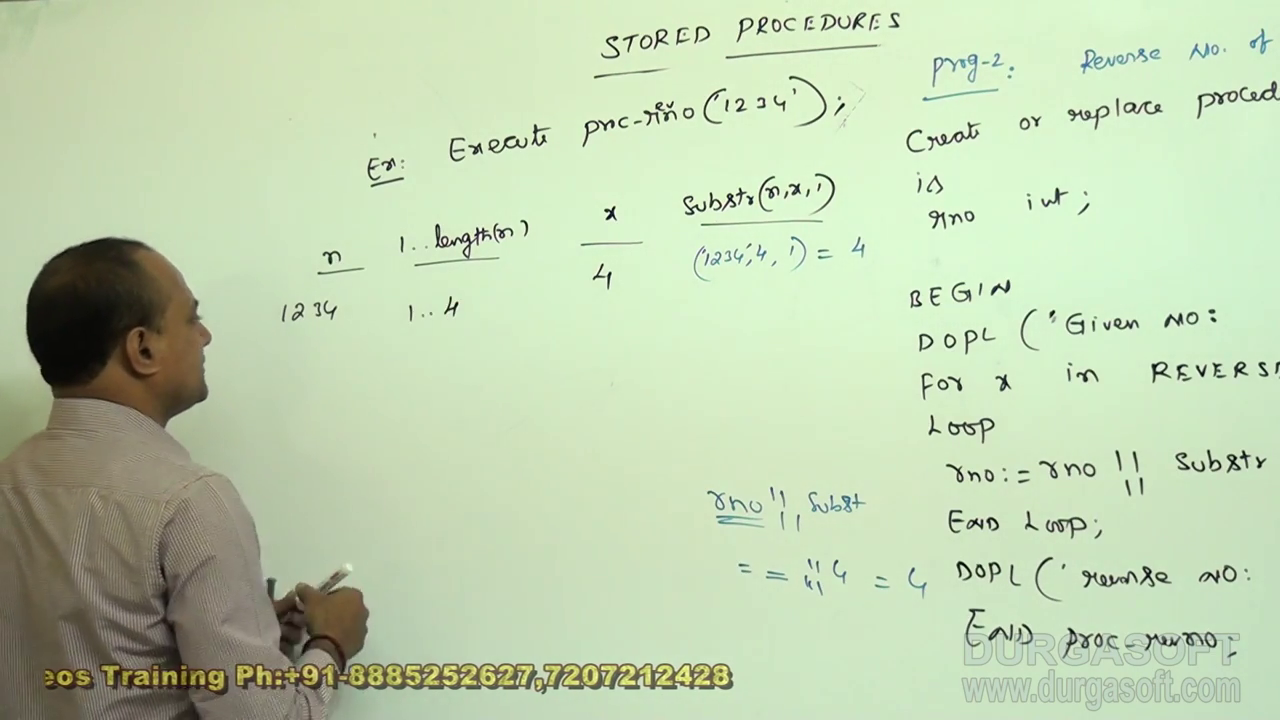 STORED PROCEDURES
Ex: Execute proc-rno('1234');
n 1..length(n) x Substr(n,x,1)
1234 1..4 4 ('1234',4,1) = 4
rno || Subst
= = || 4 = 4
prog-2: Reverse No. of
Create or replace proced
is
rno int;
BEGIN
DOPL ('Given NO:
For x in REVERS
Loop
rno:= rno || Substr
END Loop;
DOPL ('reverse NO:
END proc-revno;
eos Training Ph:+91-8885252627,7207212428
DURGASOFT
www.durgasoft.com